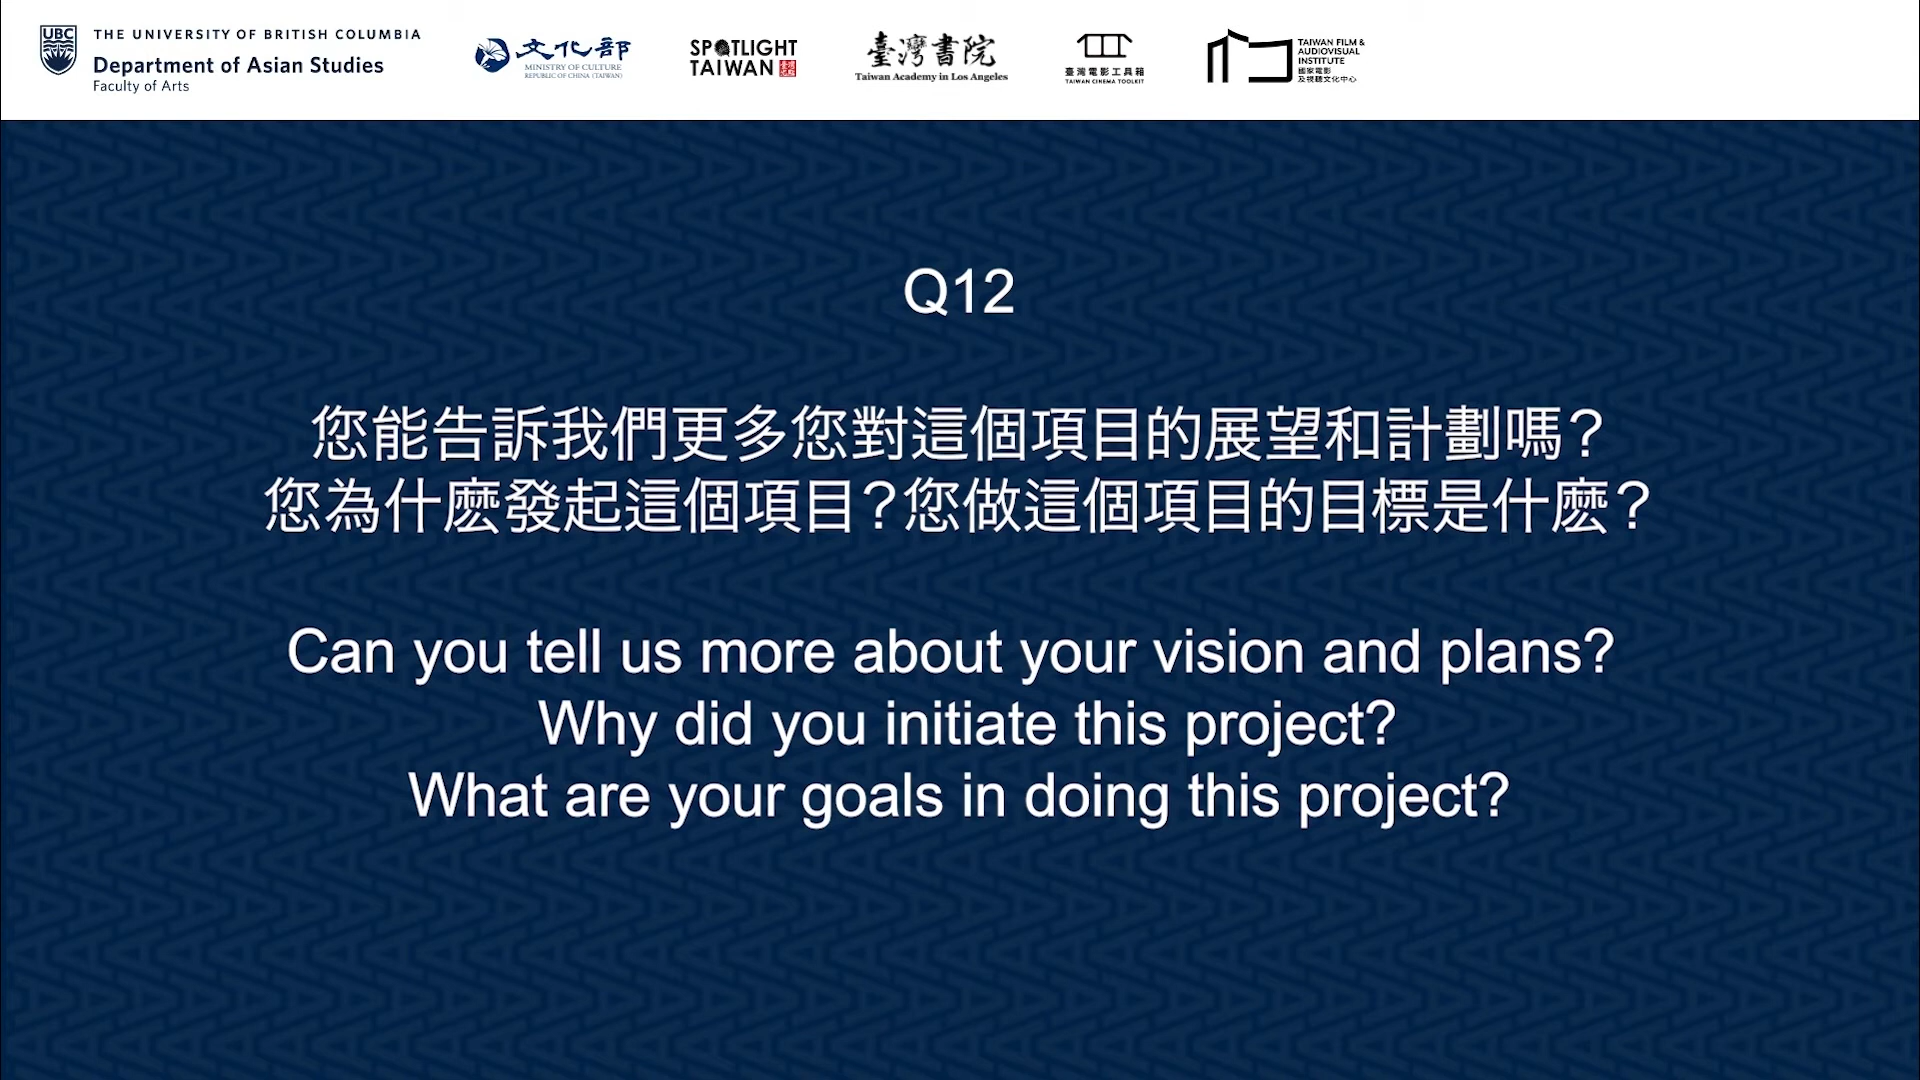 UBC
THE UNIVERSITY OF BRITISH COLUMBIA
Department of Asian Studies
Faculty of Arts
文化部
MINISTRY OF CULTURE
REPUBLIC OF CHINA (TAIWAN)
SPOTLIGHT
TAIWAN
臺灣書院
Taiwan Academy in Los Angeles
臺灣電影工具箱
TAIWAN CINEMA TOOLKIT
TAIWAN FILM &
AUDIOVISUAL
INSTITUTE
國家電影
及視聽文化中心
Q12
您能告訴我們更多您對這個項目的展望和計劃嗎？
您為什麽發起這個項目？您做這個項目的目標是什麽？
Can you tell us more about your vision and plans?
Why did you initiate this project?
What are your goals in doing this project?